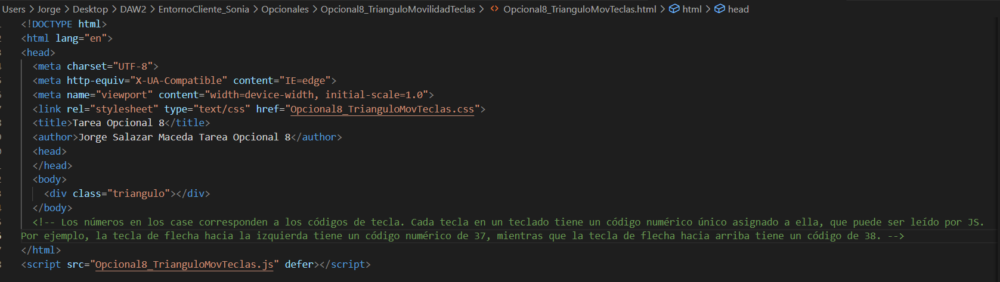 Users > Jorge > Desktop > DAW2 > EntornoCliente_Sonia > Opcionales > Opcional8_TrianguloMovilidadTeclas > <> Opcional8_TrianguloMovTeclas.html > html > head
<!DOCTYPE html>
<html lang="en">
<head>
<meta charset="UTF-8">
<meta http-equiv="X-UA-Compatible" content="IE=edge">
<meta name="viewport" content="width=device-width, initial-scale=1.0">
<link rel="stylesheet" type="text/css" href="Opcional8_TrianguloMovTeclas.css">
<title>Tarea Opcional 8</title>
<author>Jorge Salazar Maceda Tarea Opcional 8</author>
<head>
</head>
<body>
<div class="triangulo"></div>
</body>
<!-- Los números en los case corresponden a los códigos de tecla. Cada tecla en un teclado tiene un código numérico único asignado a ella, que puede ser leído por JS.
Por ejemplo, la tecla de flecha hacia la izquierda tiene un código numérico de 37, mientras que la tecla de flecha hacia arriba tiene un código de 38. -->
</html>
<script src="Opcional8_TrianguloMovTeclas.js" defer></script>